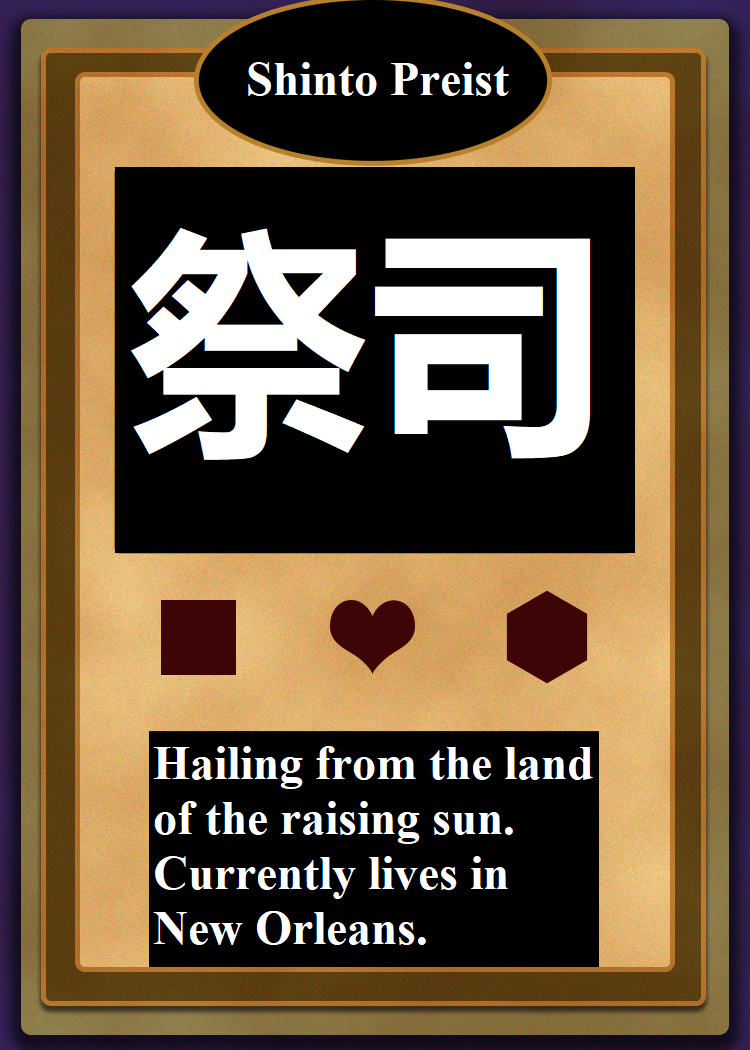 Shinto Preist
祭司
Hailing from the land
of the raising sun.
Currently lives in
New Orleans.